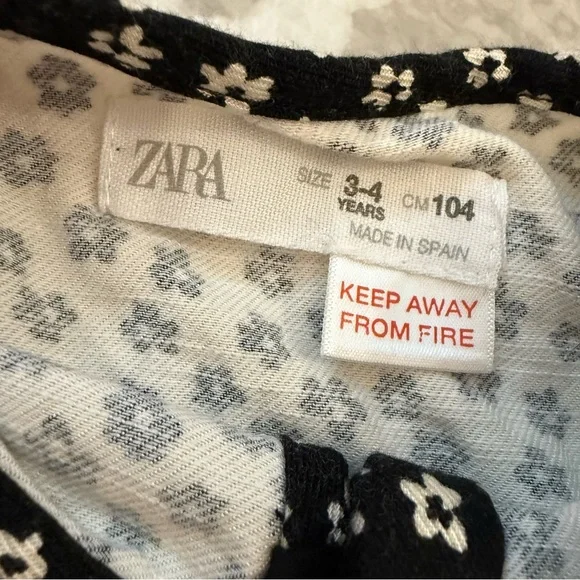 ZARA
SIZE 3-4 YEARS CM 104
MADE IN SPAIN
KEEP AWAY
FROM FIRE